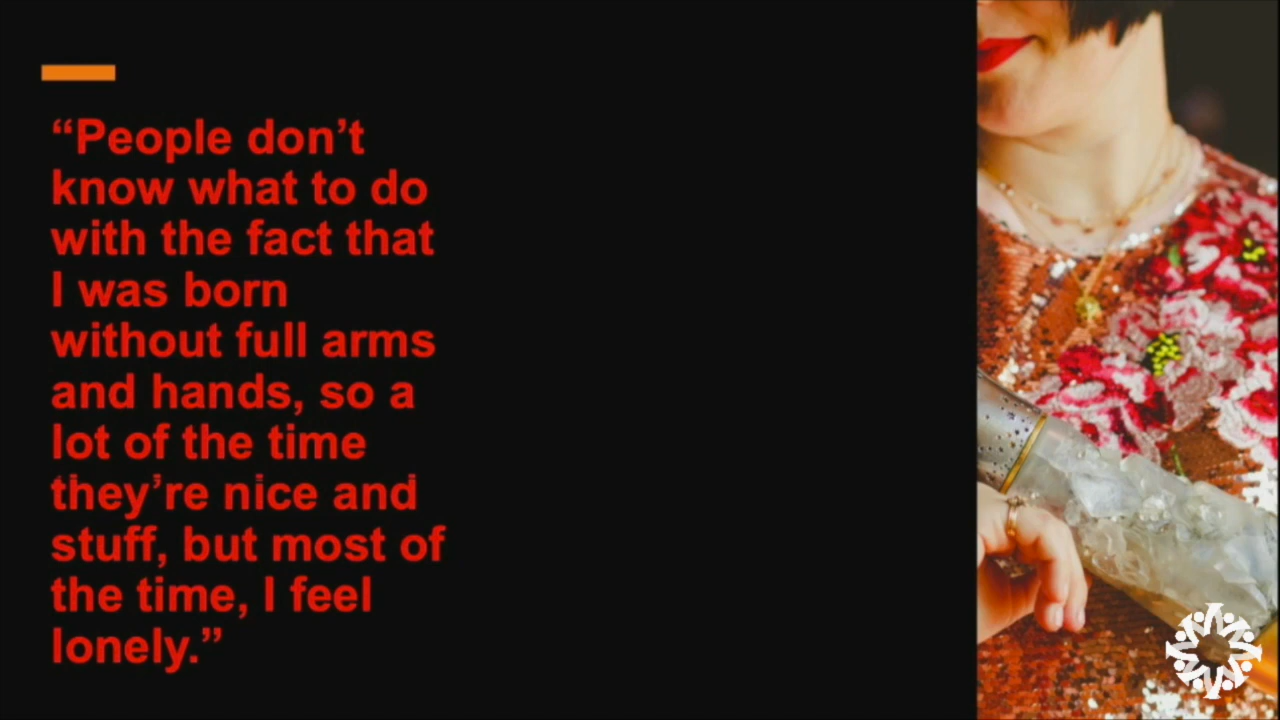 “People don’t
know what to do
with the fact that
I was born
without full arms
and hands, so a
lot of the time
they’re nice and
stuff, but most of
the time, I feel
lonely.”